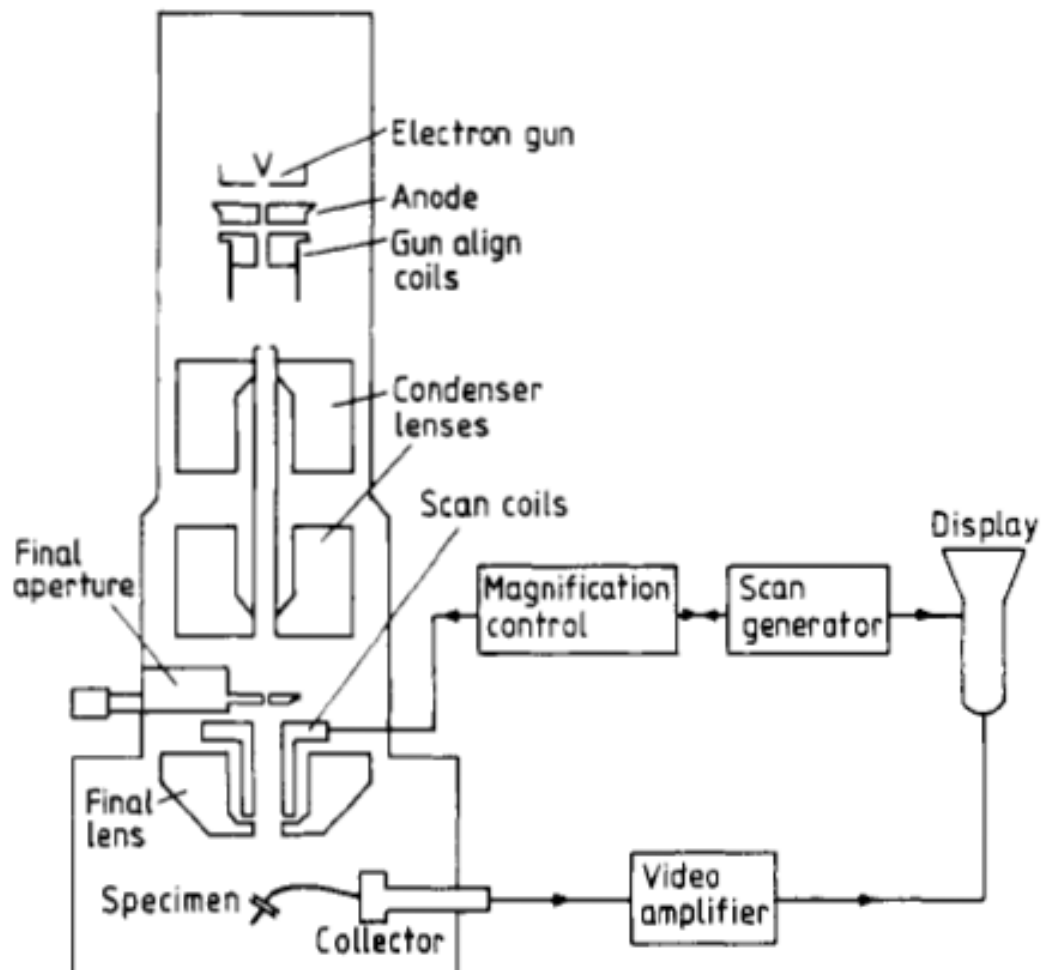 Electron gun
Anode
Gun align
coils
Condenser
lenses
Scan coils
Display
Final
aperture
Magnification
control
Scan
generator
Final
lens
Specimen
Collector
Video
amplifier